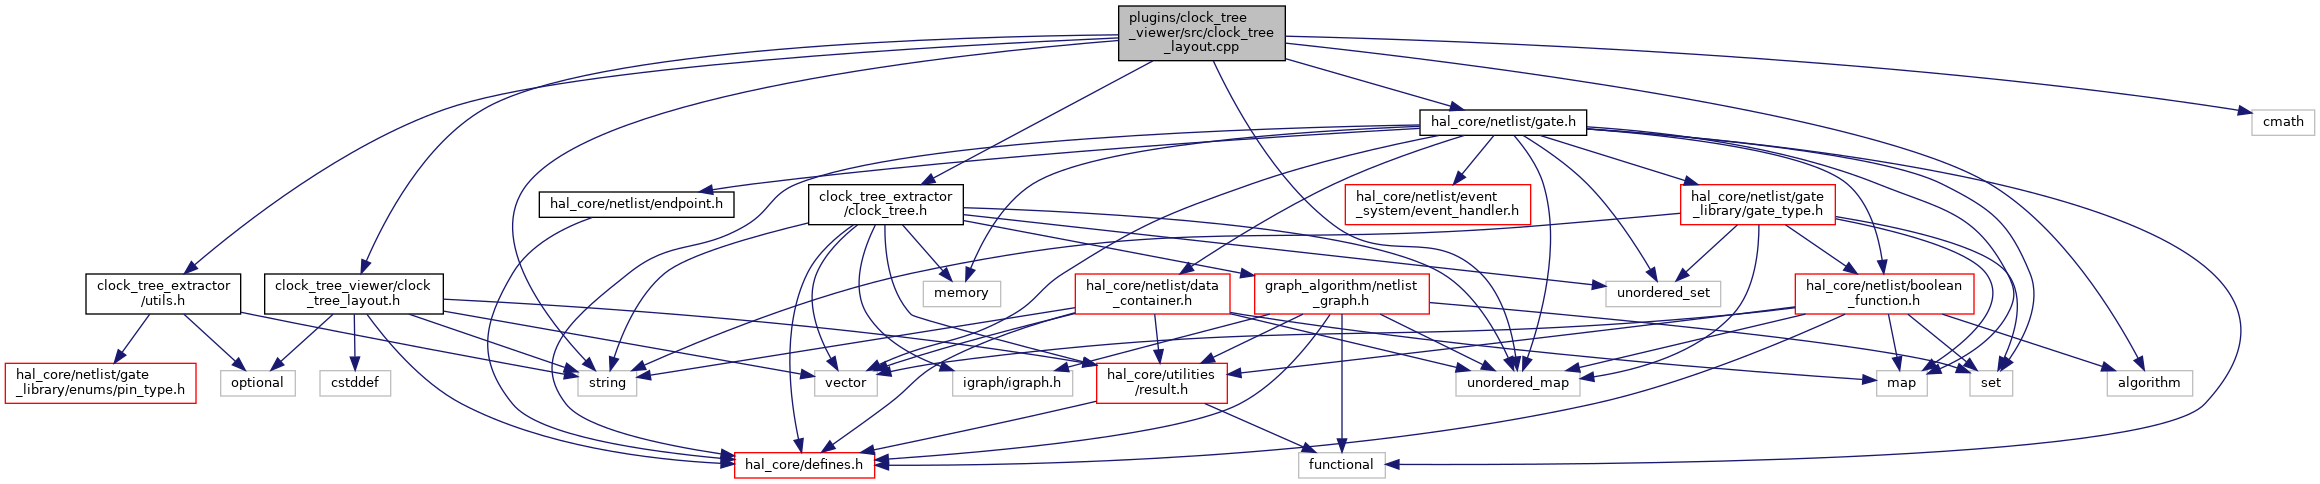 plugins/clock_tree
_viewer/src/clock_tree
_layout.cpp
hal_core/netlist/gate.h
cmath
hal_core/netlist/endpoint.h
clock_tree_extractor
/clock_tree.h
hal_core/netlist/event
_system/event_handler.h
hal_core/netlist/gate
_library/gate_type.h
clock_tree_extractor
/utils.h
clock_tree_viewer/clock
_tree_layout.h
memory
hal_core/netlist/data
_container.h
graph_algorithm/netlist
_graph.h
unordered_set
hal_core/netlist/boolean
_function.h
hal_core/netlist/gate
_library/enums/pin_type.h
optional
cstddef
string
vector
igraph/igraph.h
hal_core/utilities
/result.h
unordered_map
map
set
algorithm
hal_core/defines.h
functional